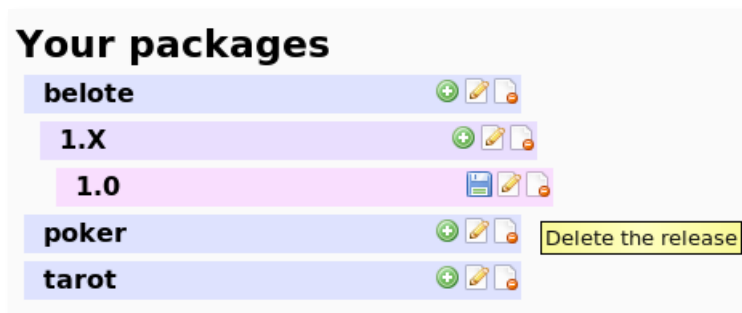 Your packages
belote
1.X
1.0
poker
Delete the release
tarot